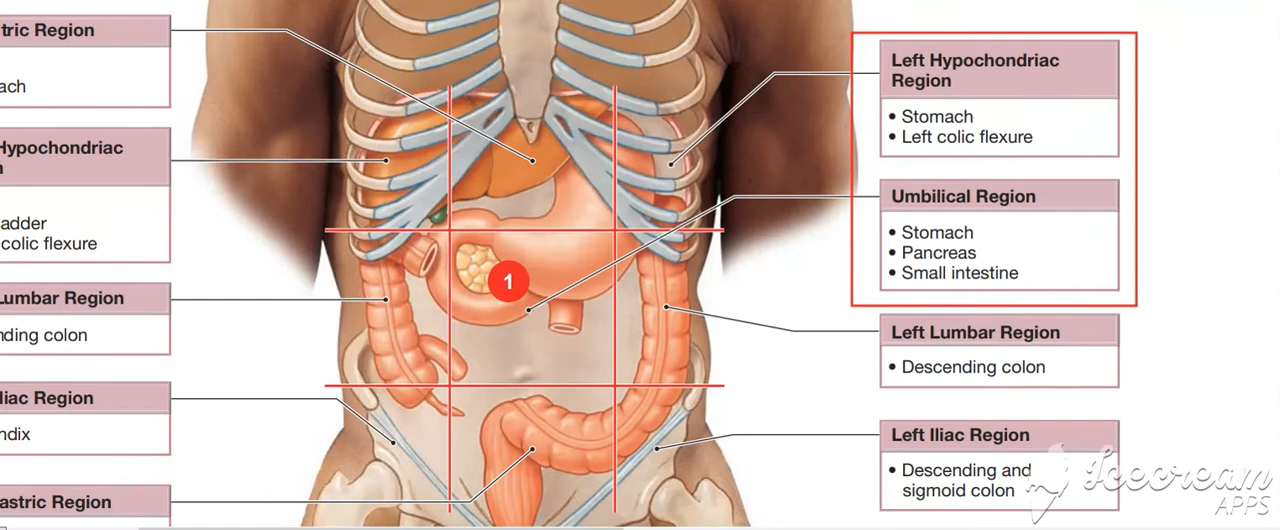 tric Region
ach
Hypochondriac
n
adder
colic flexure
Lumbar Region
nding colon
liac Region
ndix
astric Region
1
Left Hypochondriac
Region
• Stomach
• Left colic flexure
Umbilical Region
• Stomach
• Pancreas
• Small intestine
Left Lumbar Region
• Descending colon
Left Iliac Region
• Descending and
sigmoid colon
Icecream
APPS